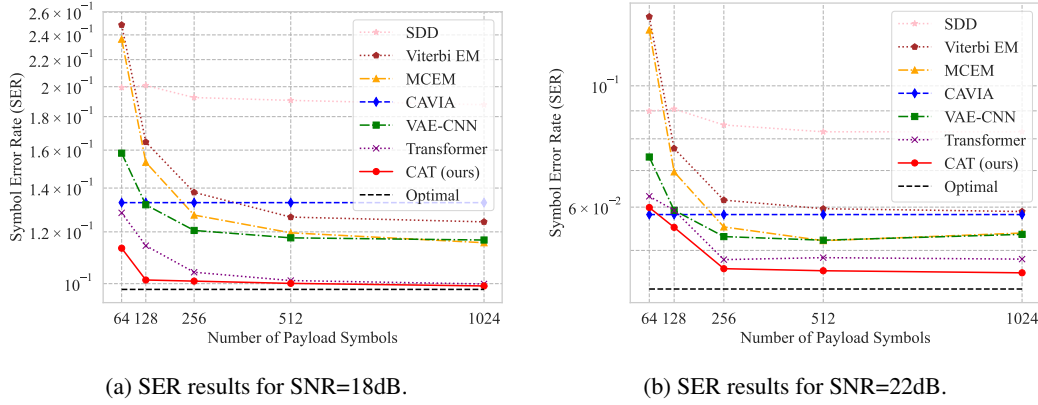 2.6 × 10⁻¹
2.4 × 10⁻¹
2.2 × 10⁻¹
2 × 10⁻¹
1.8 × 10⁻¹
1.6 × 10⁻¹
1.4 × 10⁻¹
1.2 × 10⁻¹
10⁻¹
Symbol Error Rate (SER)
SDD
Viterbi EM
MCEM
CAVIA
VAE-CNN
Transformer
CAT (ours)
Optimal
64 128 256 512 1024
Number of Payload Symbols
(a) SER results for SNR=18dB.
10⁻¹
6 × 10⁻²
Symbol Error Rate (SER)
SDD
Viterbi EM
MCEM
CAVIA
VAE-CNN
Transformer
CAT (ours)
Optimal
64 128 256 512 1024
Number of Payload Symbols
(b) SER results for SNR=22dB.